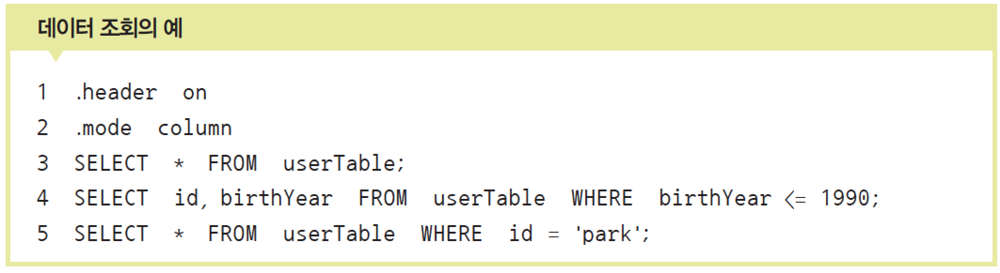 데이터 조회의 예
1 .header on
2 .mode column
3 SELECT * FROM userTable;
4 SELECT id, birthYear FROM userTable WHERE birthYear <= 1990;
5 SELECT * FROM userTable WHERE id = 'park';